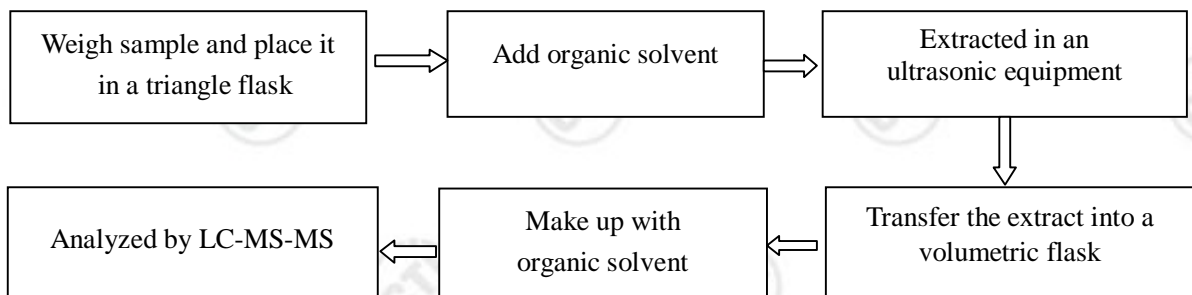 Weigh sample and place it
in a triangle flask
Add organic solvent
Extracted in an
ultrasonic equipment
Transfer the extract into a
volumetric flask
Make up with
organic solvent
Analyzed by LC-MS-MS